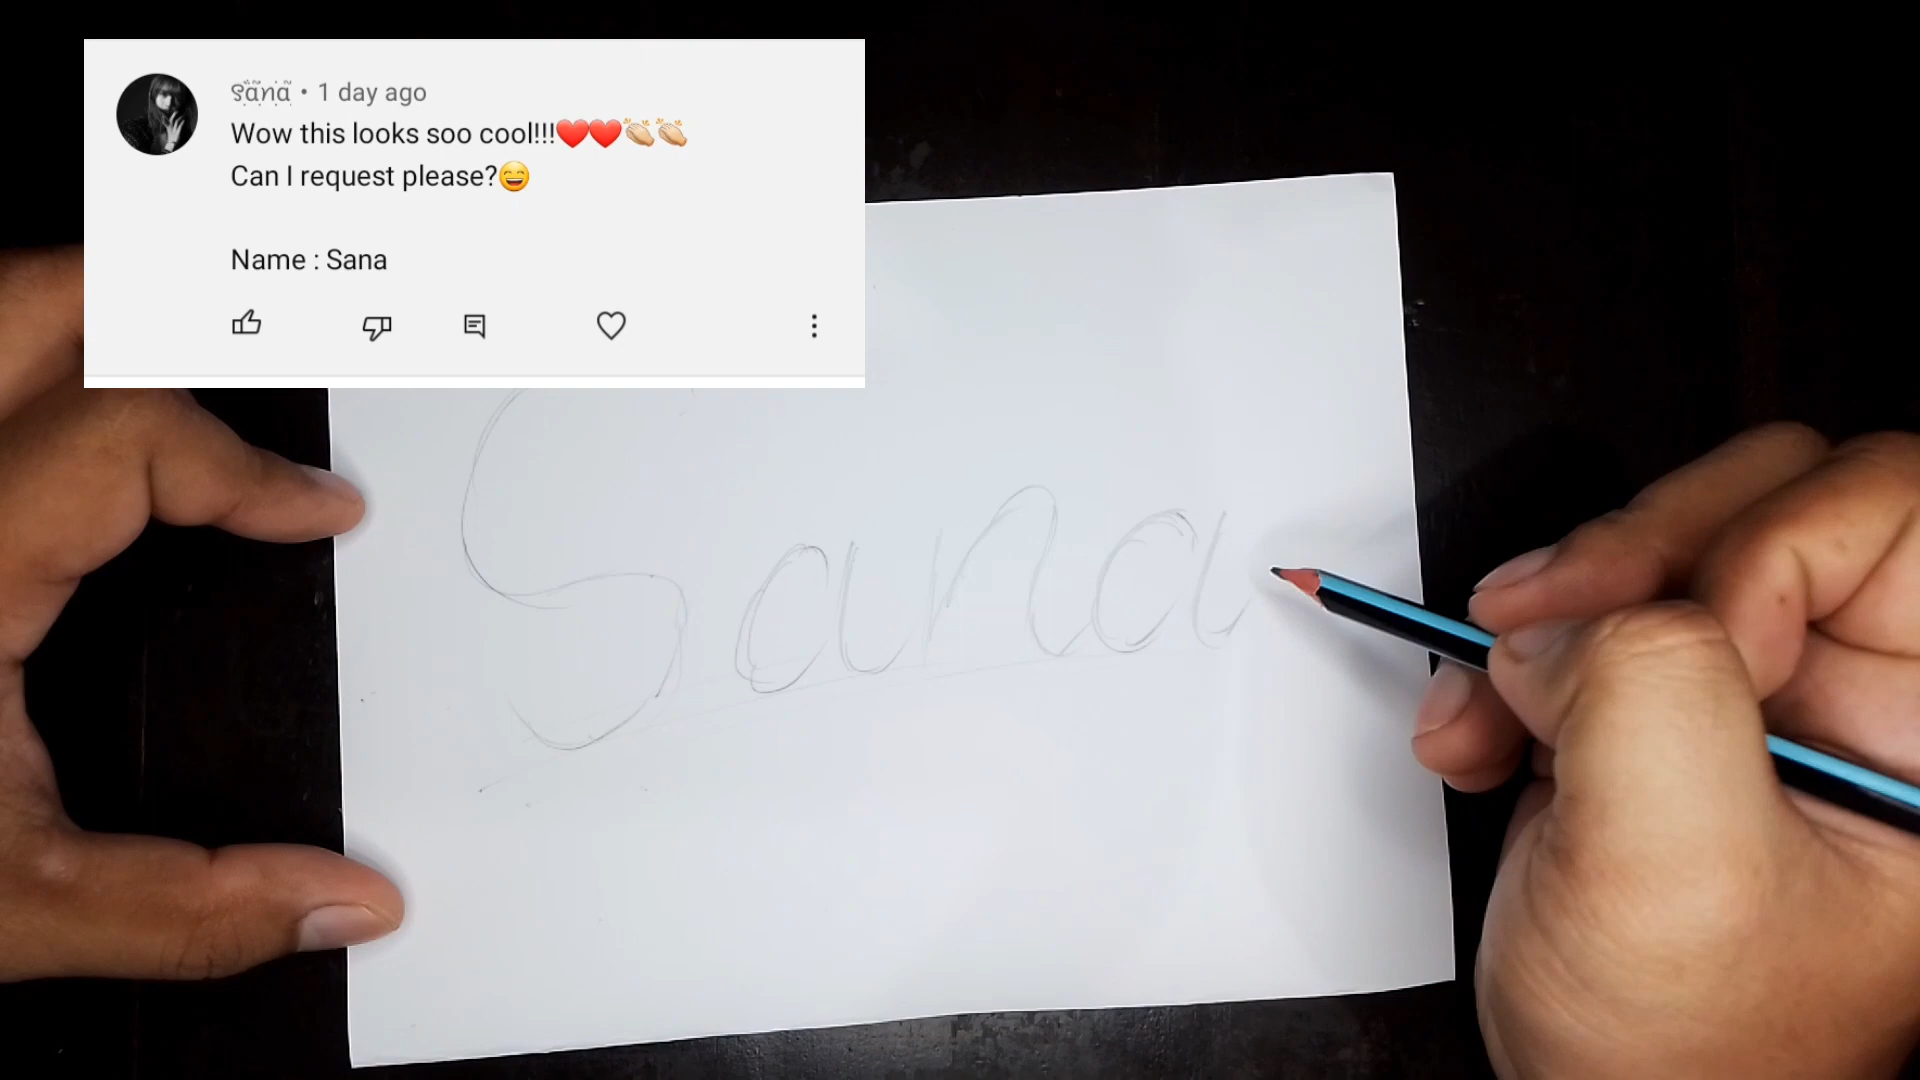 Sana • 1 day ago
Wow this looks soo cool!!!❤️❤️👏🏻👏🏻
Can I request please?😄
Name : Sana
Sana